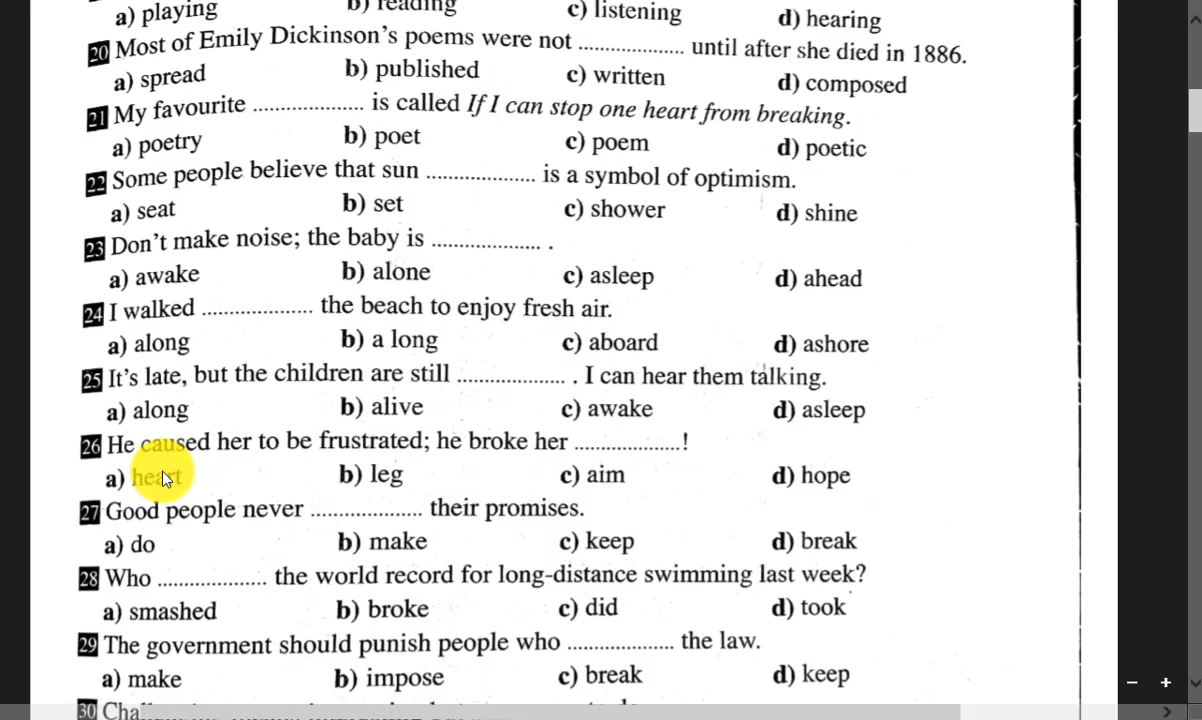 a) playing b) reading c) listening d) hearing
20 Most of Emily Dickinson's poems were not .................... until after she died in 1886.
a) spread b) published c) written d) composed
21 My favourite .................... is called If I can stop one heart from breaking.
a) poetry b) poet c) poem d) poetic
22 Some people believe that sun .................... is a symbol of optimism.
a) seat b) set c) shower d) shine
23 Don't make noise; the baby is .................... .
a) awake b) alone c) asleep d) ahead
24 I walked .................... the beach to enjoy fresh air.
a) along b) a long c) aboard d) ashore
25 It's late, but the children are still .................... . I can hear them talking.
a) along b) alive c) awake d) asleep
26 He caused her to be frustrated; he broke her ....................!
a) heart b) leg c) aim d) hope
27 Good people never .................... their promises.
a) do b) make c) keep d) break
28 Who .................... the world record for long-distance swimming last week?
a) smashed b) broke c) did d) took
29 The government should punish people who .................... the law.
a) make b) impose c) break d) keep
30